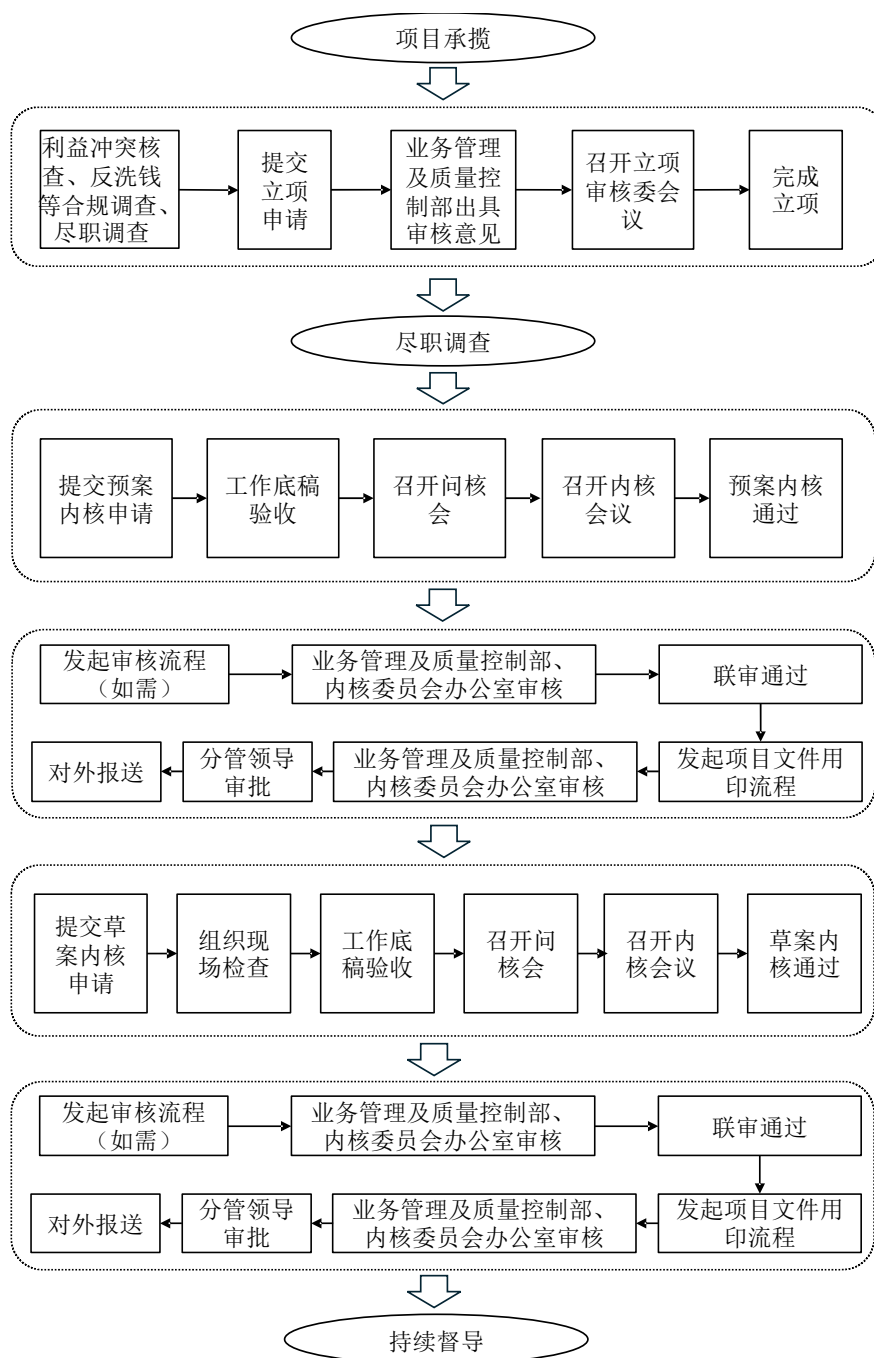 项目承揽
利益冲突核
查、反洗钱
等合规调查、
尽职调查
提交
立项
申请
业务管理
及质量控
制部出具
审核意见
召开立项
审核委会
议
完成
立项
尽职调查
提交预案
内核申请
工作底稿
验收
召开问核
会
召开内核
会议
预案内核
通过
发起审核流程
（如需）
业务管理及质量控制部、
内核委员会办公室审核
联审通过
发起项目文件用
印流程
业务管理及质量控制部、
内核委员会办公室审核
分管领导
审批
对外报送
提交草
案内核
申请
组织现
场检查
工作底
稿验收
召开问
核会
召开内
核会议
草案内
核通过
发起审核流程
（如需）
业务管理及质量控制部、
内核委员会办公室审核
联审通过
发起项目文件用
印流程
业务管理及质量控制部、
内核委员会办公室审核
分管领导
审批
对外报送
持续督导